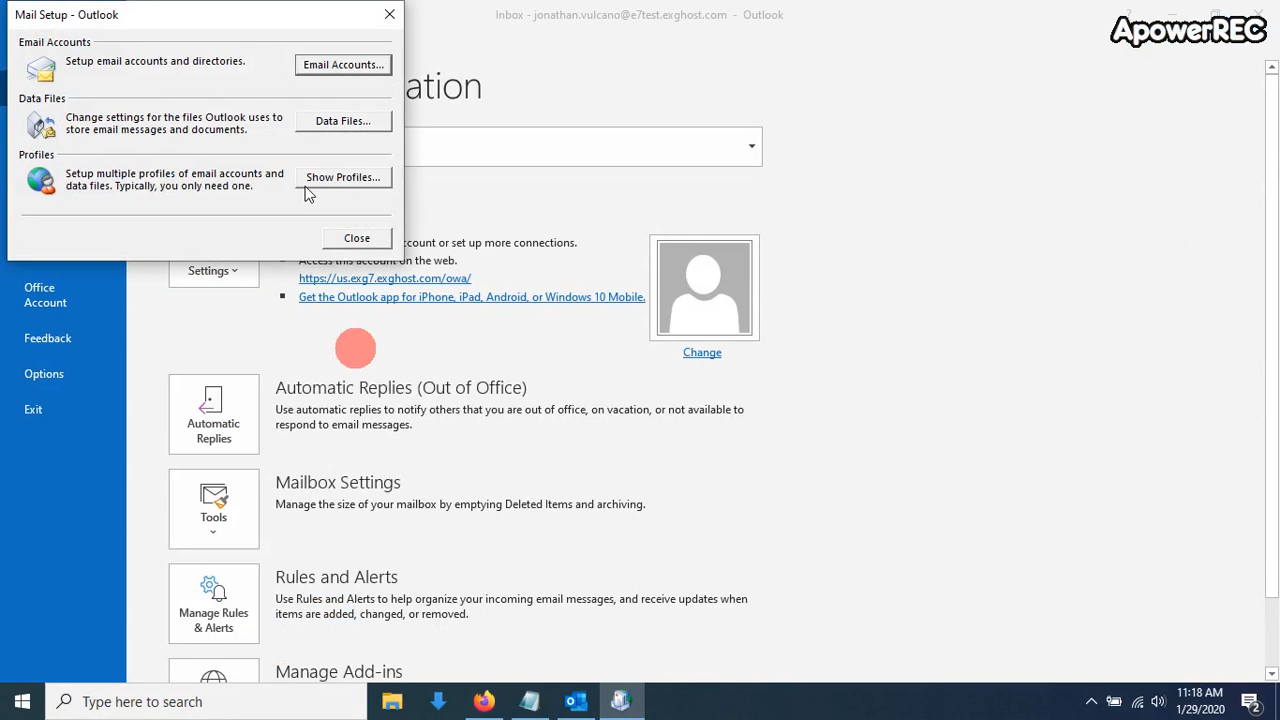 Mail Setup - Outlook
Inbox - jonathan.vulcano@e7test.exghost.com - Outlook
ApowerREC
Email Accounts
Setup email accounts and directories.
Email Accounts...
Data Files
Change settings for the files Outlook uses to
store email messages and documents.
Data Files...
Profiles
Setup multiple profiles of email accounts and
data files. Typically, you only need one.
Show Profiles...
Close
ation
ccount or set up more connections.
Access this account on the web.
https://us.exg7.exghost.com/owa/
Get the Outlook app for iPhone, iPad, Android, or Windows 10 Mobile.
Settings
Change
Office
Account
Feedback
Options
Exit
Automatic
Replies
Automatic Replies (Out of Office)
Use automatic replies to notify others that you are out of office, on vacation, or not available to
respond to email messages.
Tools
Mailbox Settings
Manage the size of your mailbox by emptying Deleted Items and archiving.
Manage Rules
& Alerts
Rules and Alerts
Use Rules and Alerts to help organize your incoming email messages, and receive updates when
items are added, changed, or removed.
Manage Add-ins
Type here to search
11:18 AM
1/29/2020
2